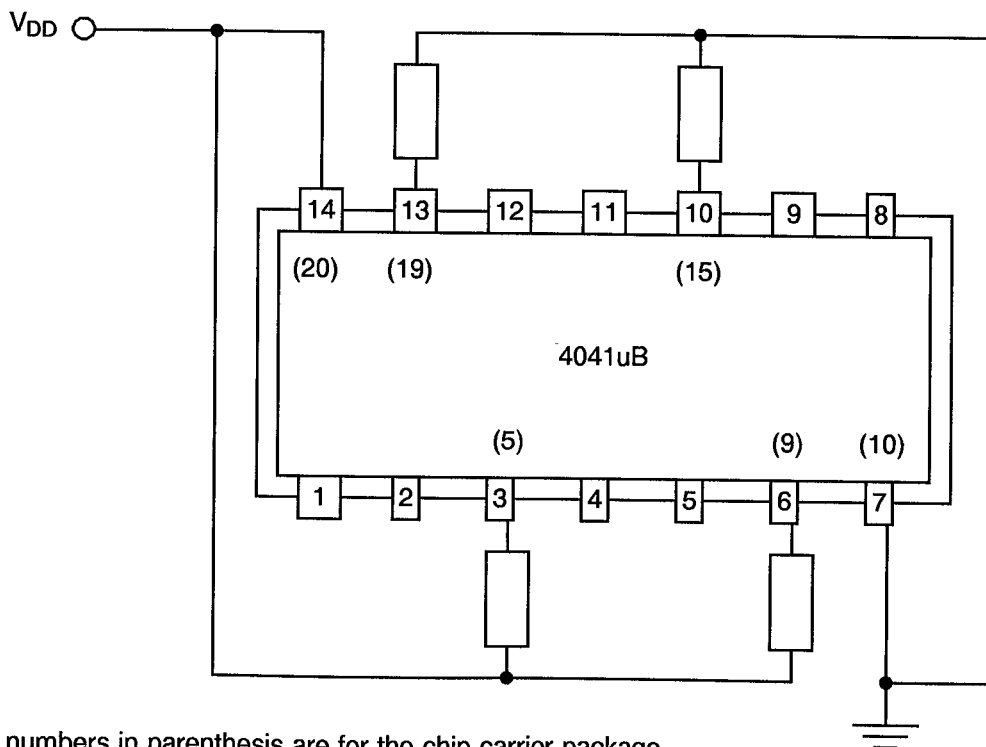 VDD
14 13 12 11 10 9 8
(20) (19) (15)
4041uB
(5) (9) (10)
1 2 3 4 5 6 7
numbers in parenthesis are for the chip carrier package